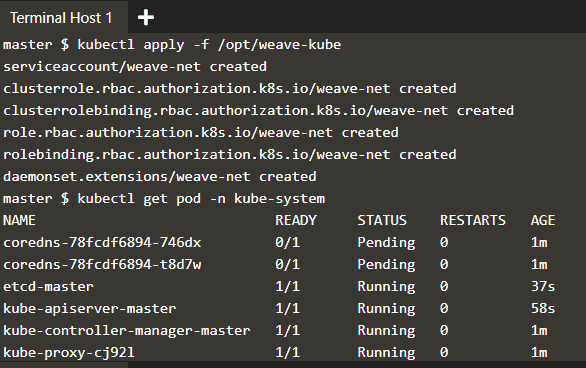 Terminal Host 1 +
master $ kubectl apply -f /opt/weave-kube
serviceaccount/weave-net created
clusterrole.rbac.authorization.k8s.io/weave-net created
clusterrolebinding.rbac.authorization.k8s.io/weave-net created
role.rbac.authorization.k8s.io/weave-net created
rolebinding.rbac.authorization.k8s.io/weave-net created
daemonset.extensions/weave-net created
master $ kubectl get pod -n kube-system
NAME READY STATUS RESTARTS AGE
coredns-78fcdf6894-746dx 0/1 Pending 0 1m
coredns-78fcdf6894-t8d7w 0/1 Pending 0 1m
etcd-master 1/1 Running 0 37s
kube-apiserver-master 1/1 Running 0 58s
kube-controller-manager-master 1/1 Running 0 1m
kube-proxy-cj92l 1/1 Running 0 1m